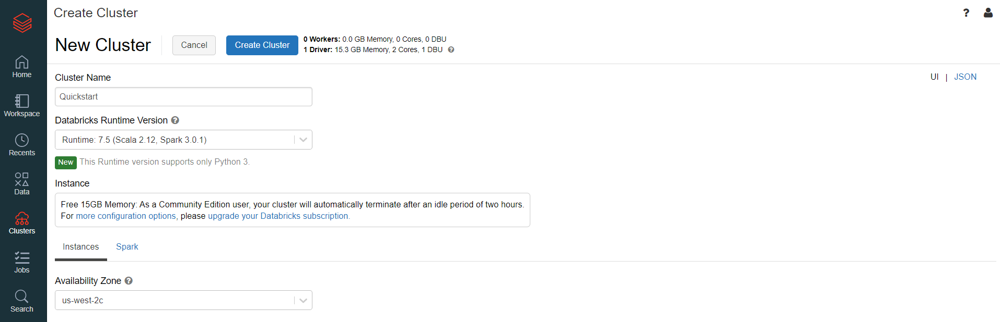 Create Cluster
?
New Cluster
Cancel
Create Cluster
0 Workers: 0.0 GB Memory, 0 Cores, 0 DBU
1 Driver: 15.3 GB Memory, 2 Cores, 1 DBU ?
Home
Workspace
Recents
Data
Clusters
Jobs
Search
Cluster Name
UI | JSON
Quickstart
Databricks Runtime Version ?
Runtime: 7.5 (Scala 2.12, Spark 3.0.1)
New This Runtime version supports only Python 3.
Instance
Free 15GB Memory: As a Community Edition user, your cluster will automatically terminate after an idle period of two hours.
For more configuration options, please upgrade your Databricks subscription.
Instances Spark
Availability Zone ?
us-west-2c